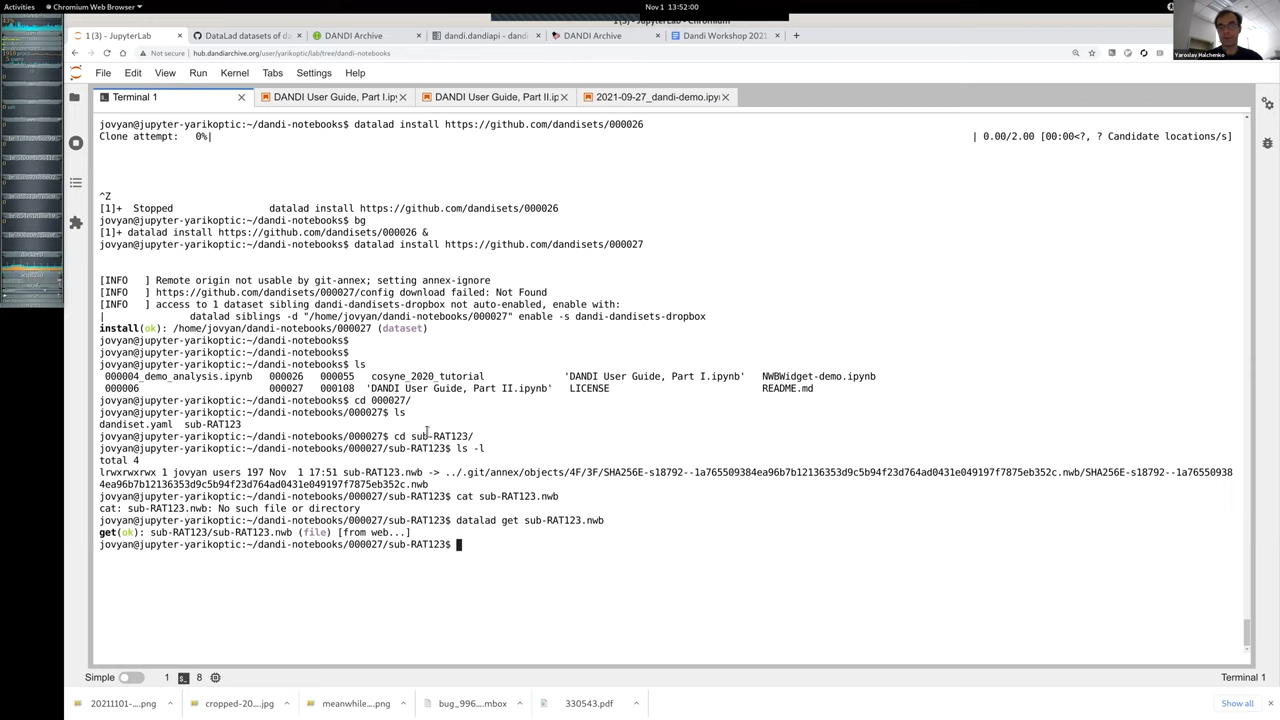 Activities
Chromium Web Browser
Nov 1 13:52:00
1 (3) - JupyterLab - Chromium
1 (3) - JupyterLab
DataLad datasets of da
DANDI Archive
dandi.dandiapi - dandi
DANDI Archive
Dandi Workshop 2021
Not secure
hub.dandiarchive.org/user/yarikoptic/lab/tree/dandi-notebooks
Yaroslav Halchenko
File
Edit
View
Run
Kernel
Tabs
Settings
Help
Terminal 1
DANDI User Guide, Part I.ipy
DANDI User Guide, Part II.ip
2021-09-27_dandi-demo.ipy
jovyan@jupyter-yarikoptic:~/dandi-notebooks$ datalad install https://github.com/dandisets/000026
Clone attempt:   0%|                    | 0.00/2.00 [00:00<?, ? Candidate locations/s]
^Z
[1]+  Stopped                 datalad install https://github.com/dandisets/000026
jovyan@jupyter-yarikoptic:~/dandi-notebooks$ bg
[1]+ datalad install https://github.com/dandisets/000026 &
jovyan@jupyter-yarikoptic:~/dandi-notebooks$ datalad install https://github.com/dandisets/000027
[INFO   ] Remote origin not usable by git-annex; setting annex-ignore
[INFO   ] https://github.com/dandisets/000027/config download failed: Not Found
[INFO   ] access to 1 dataset sibling dandi-dandisets-dropbox not auto-enabled, enable with:
|               datalad siblings -d "/home/jovyan/dandi-notebooks/000027" enable -s dandi-dandisets-dropbox
install(ok): /home/jovyan/dandi-notebooks/000027 (dataset)
jovyan@jupyter-yarikoptic:~/dandi-notebooks$
jovyan@jupyter-yarikoptic:~/dandi-notebooks$
jovyan@jupyter-yarikoptic:~/dandi-notebooks$ ls
000004_demo_analysis.ipynb   000026   000055   cosyne_2020_tutorial              'DANDI User Guide, Part I.ipynb'   NWBWidget-demo.ipynb
000006                       000027   000108  'DANDI User Guide, Part II.ipynb'   LICENSE                           README.md
jovyan@jupyter-yarikoptic:~/dandi-notebooks$ cd 000027/
jovyan@jupyter-yarikoptic:~/dandi-notebooks/000027$ ls
dandiset.yaml  sub-RAT123
jovyan@jupyter-yarikoptic:~/dandi-notebooks/000027$ cd sub-RAT123/
jovyan@jupyter-yarikoptic:~/dandi-notebooks/000027/sub-RAT123$ ls -l
total 4
lrwxrwxrwx 1 jovyan users 197 Nov  1 17:51 sub-RAT123.nwb -> ../.git/annex/objects/4F/3F/SHA256E-s18792--1a765509384ea96b7b12136353d9c5b94f23d764ad0431e049197f7875eb352c.nwb/SHA256E-s18792--1a76550938
4ea96b7b12136353d9c5b94f23d764ad0431e049197f7875eb352c.nwb
jovyan@jupyter-yarikoptic:~/dandi-notebooks/000027/sub-RAT123$ cat sub-RAT123.nwb
cat: sub-RAT123.nwb: No such file or directory
jovyan@jupyter-yarikoptic:~/dandi-notebooks/000027/sub-RAT123$ datalad get sub-RAT123.nwb
get(ok): sub-RAT123/sub-RAT123.nwb (file) [from web...]
jovyan@jupyter-yarikoptic:~/dandi-notebooks/000027/sub-RAT123$
Simple
1
8
Terminal 1
20211101-....png
cropped-20....jpg
meanwhile....png
bug_996....mbox
330543.pdf
Show all